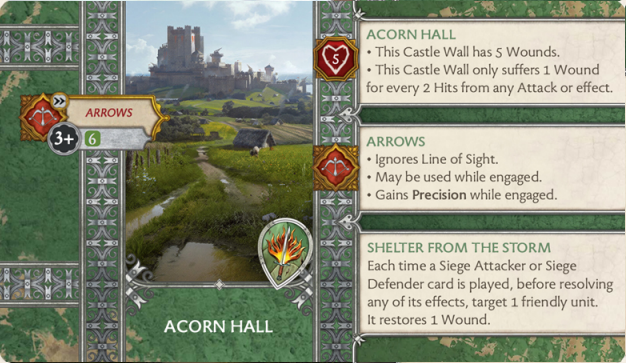 ARROWS
3+
6
ACORN HALL
5
ACORN HALL
• This Castle Wall has 5 Wounds.
• This Castle Wall only suffers 1 Wound
for every 2 Hits from any Attack or effect.
ARROWS
• Ignores Line of Sight.
• May be used while engaged.
• Gains Precision while engaged.
SHELTER FROM THE STORM
Each time a Siege Attacker or Siege
Defender card is played, before resolving
any of its effects, target 1 friendly unit.
It restores 1 Wound.